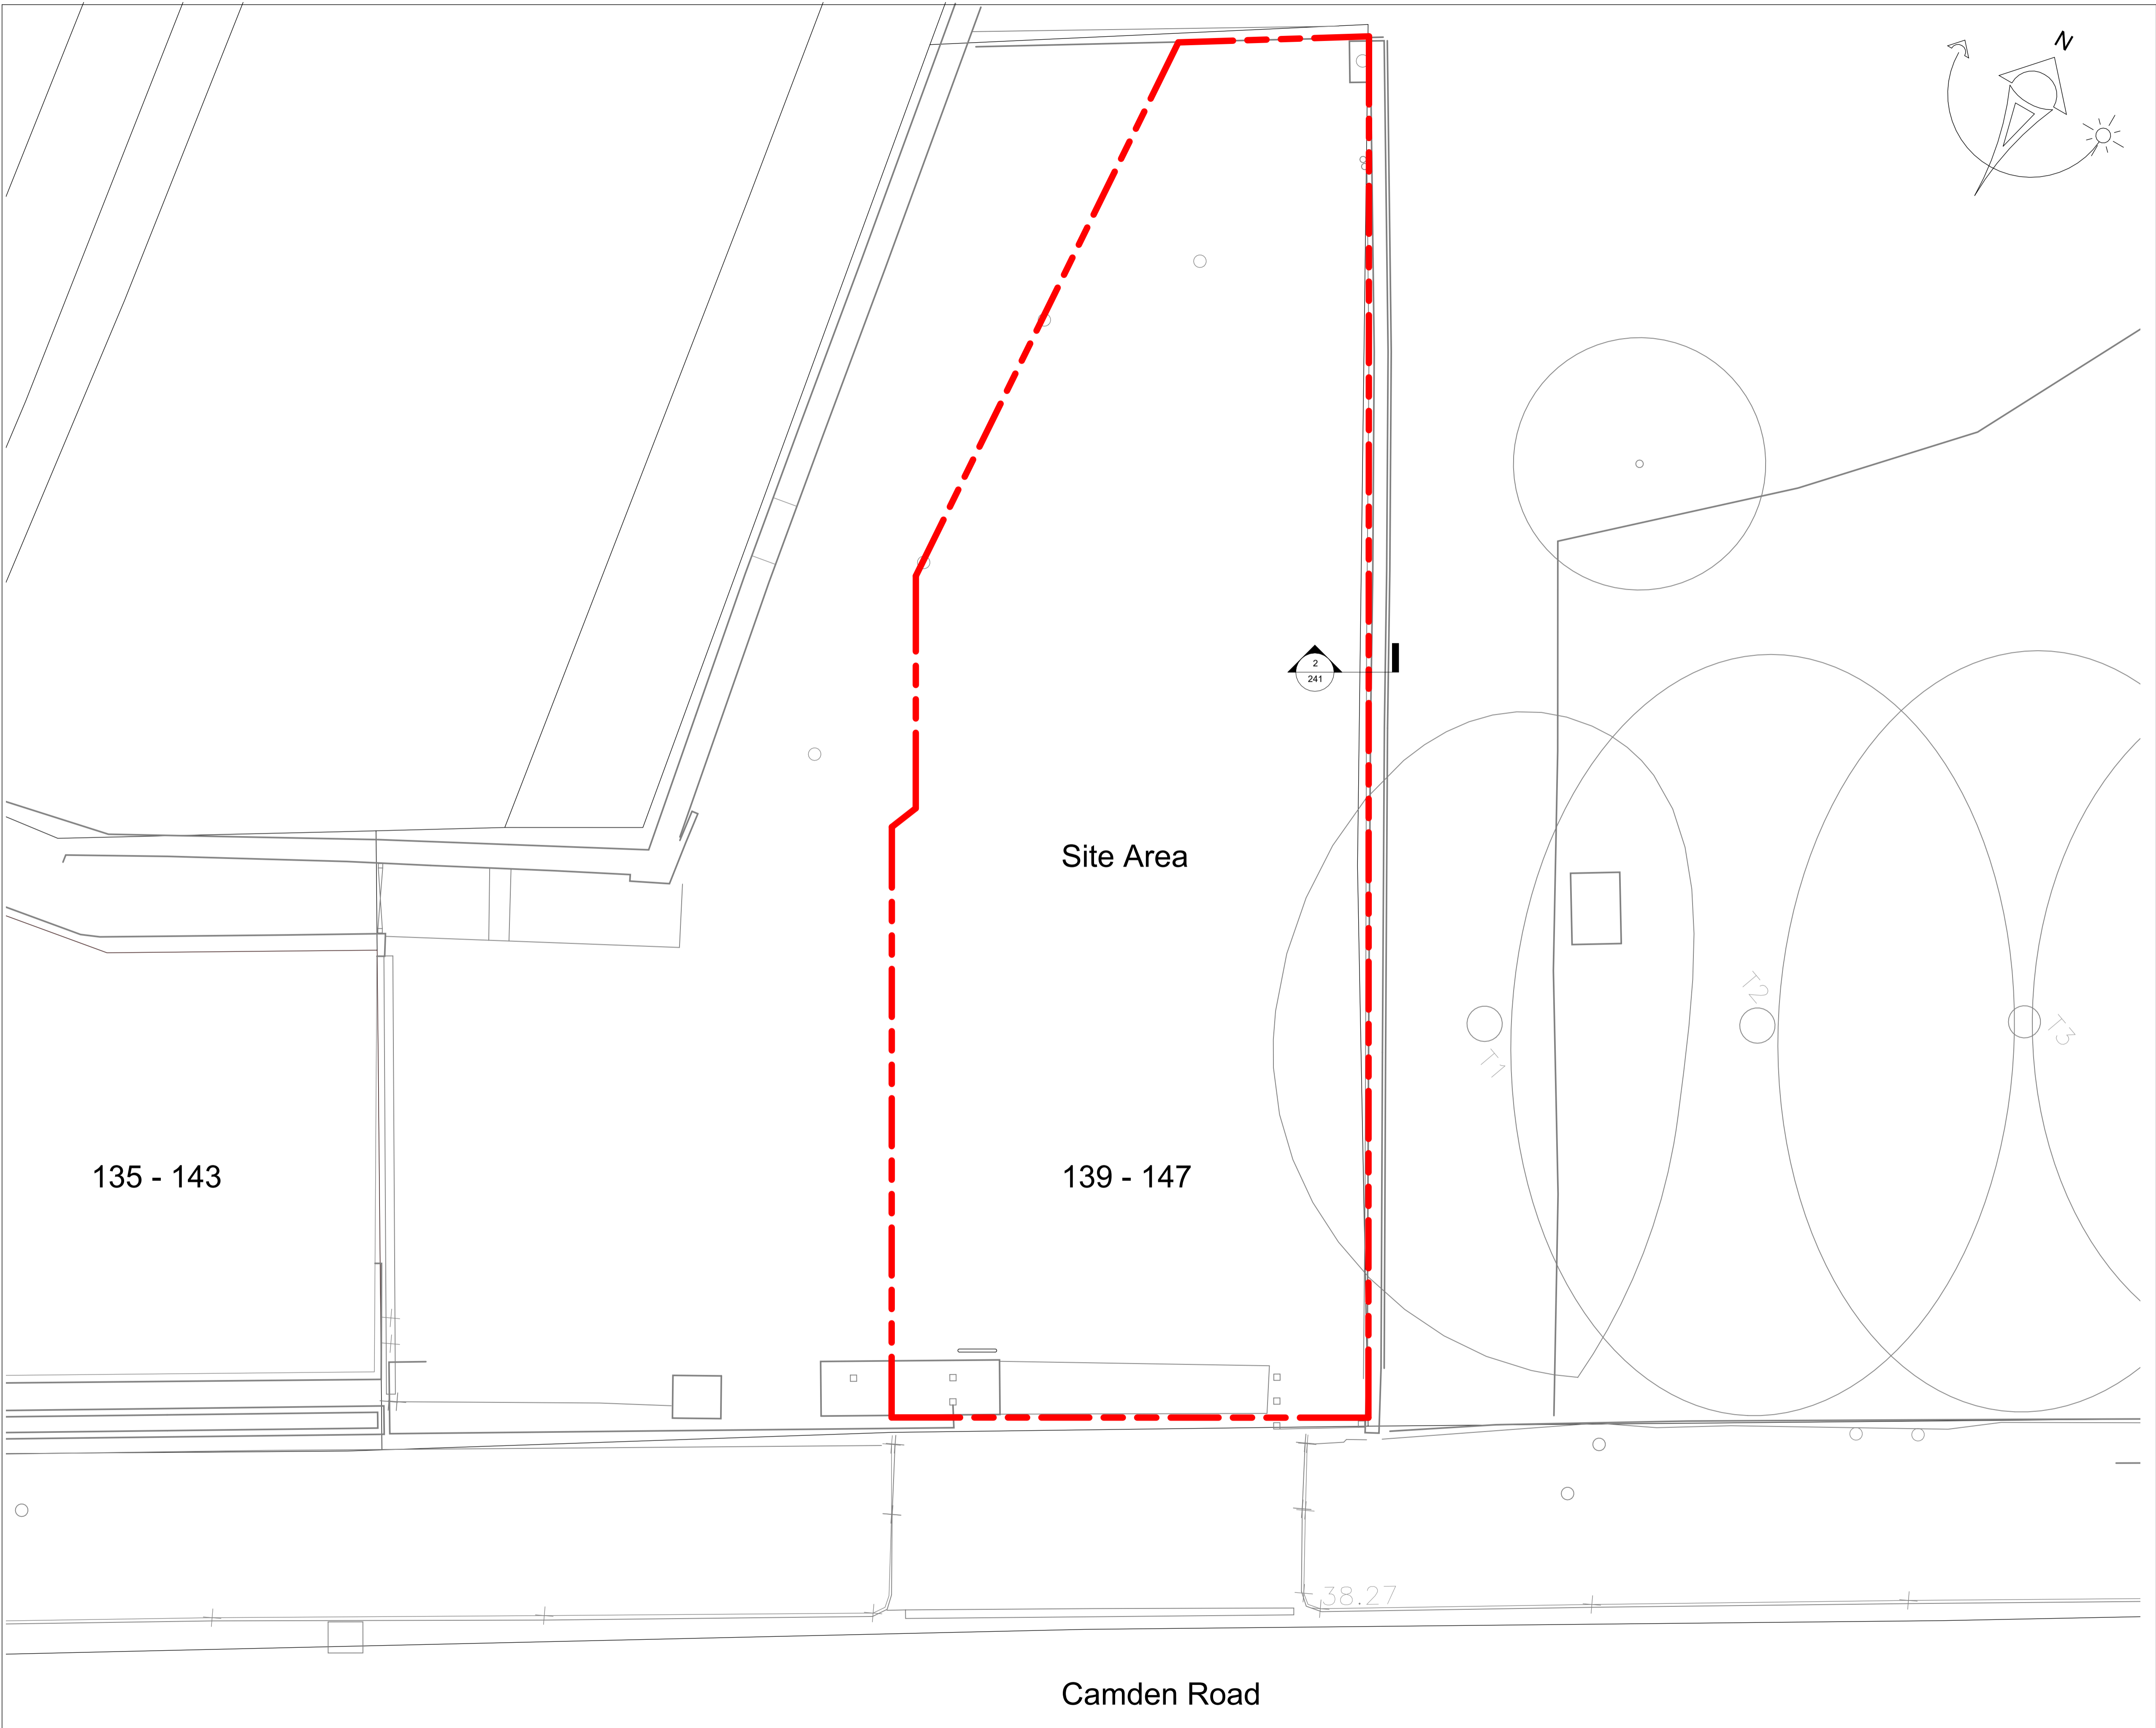 N
2
241
Site Area
T2
T3
T1
135 - 143
139 - 147
38.27
Camden Road